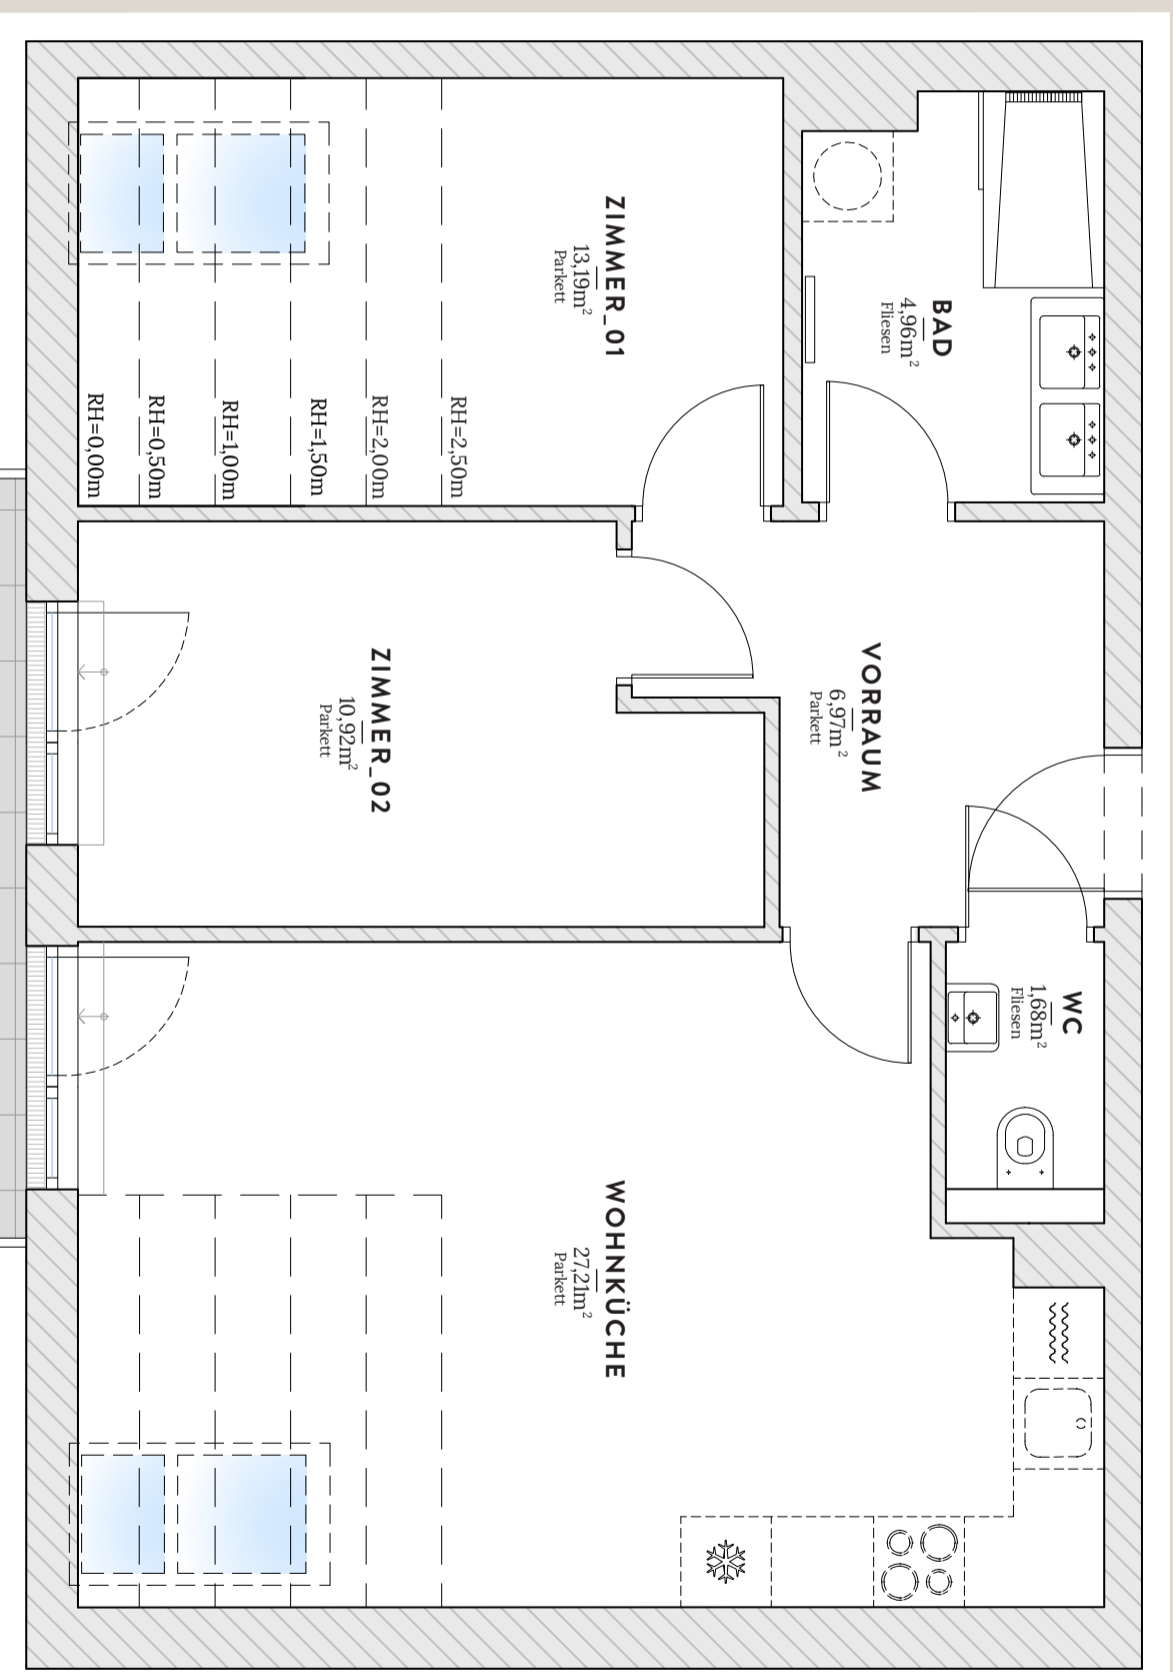 BAD
4,96m²
Fliesen
ZIMMER_01
13,19m²
Parkett
RH=2,50m
RH=2,00m
RH=1,50m
RH=1,00m
RH=0,50m
RH=0,00m
VORRAUM
6,97m²
Parkett
ZIMMER_02
10,92m²
Parkett
WC
1,68m²
Fliesen
WOHNKÜCHE
27,21m²
Parkett